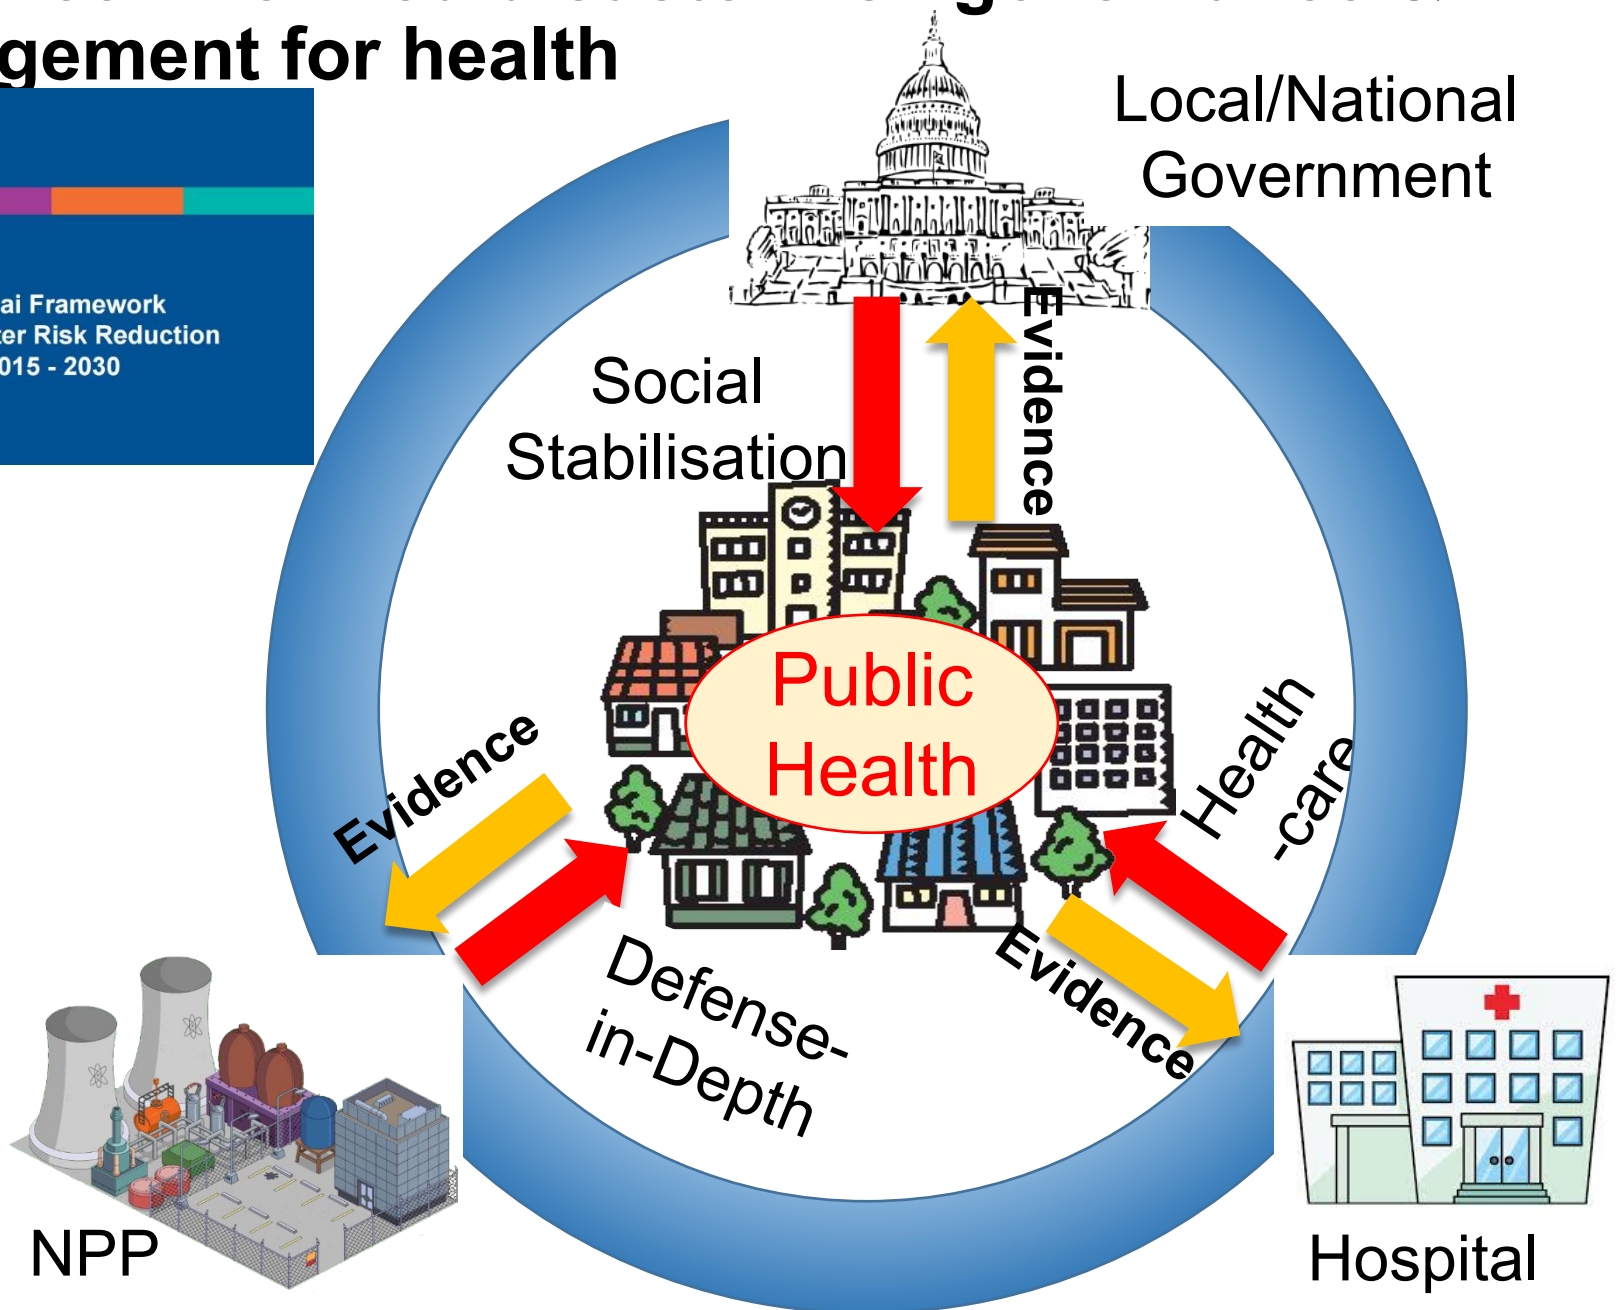 gement for health
Local/National
Government
ai Framework
ter Risk Reduction
015 - 2030
Evidence
Social
Stabilisation
Public
Health
Health
-care
Evidence
Evidence
Defense-
in-Depth
NPP
Hospital